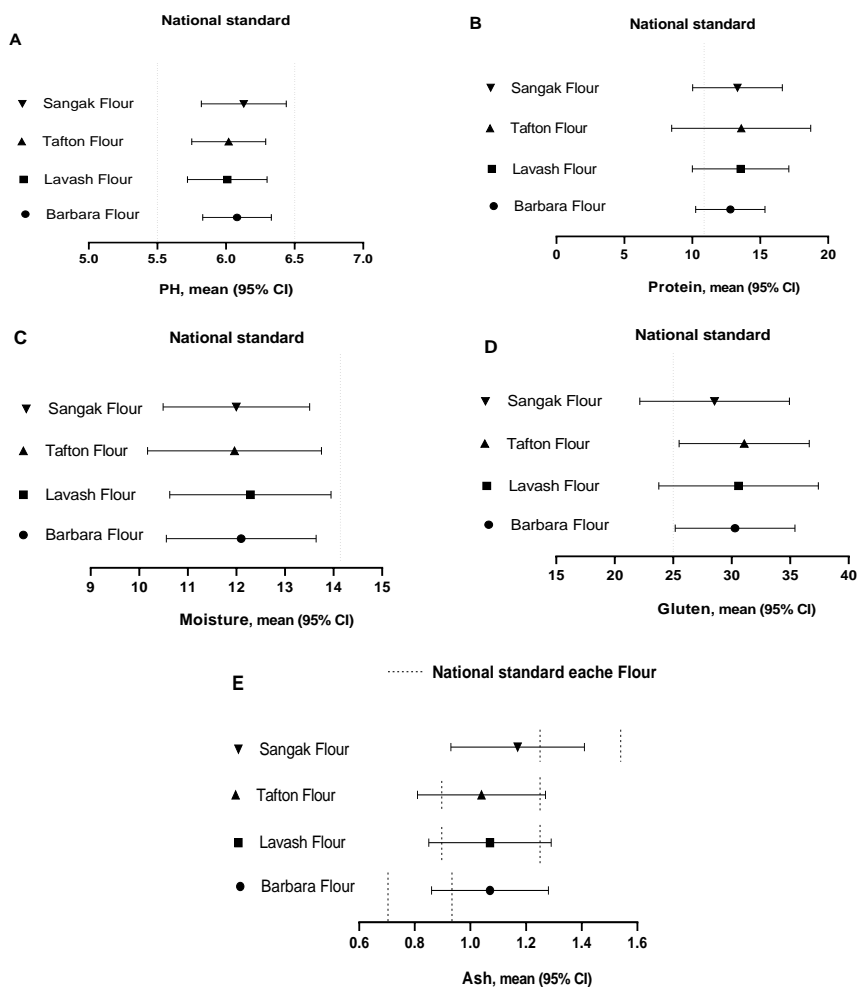 National standard
A
Sangak Flour
Tafton Flour
Lavash Flour
Barbara Flour
5.0 5.5 6.0 6.5 7.0
PH, mean (95% CI)
B
National standard
Sangak Flour
Tafton Flour
Lavash Flour
Barbara Flour
0 5 10 15 20
Protein, mean (95% CI)
C
National standard
Sangak Flour
Tafton Flour
Lavash Flour
Barbara Flour
9 10 11 12 13 14 15
Moisture, mean (95% CI)
D
National standard
Sangak Flour
Tafton Flour
Lavash Flour
Barbara Flour
15 20 25 30 35 40
Gluten, mean (95% CI)
E
National standard eache Flour
Sangak Flour
Tafton Flour
Lavash Flour
Barbara Flour
0.6 0.8 1.0 1.2 1.4 1.6
Ash, mean (95% CI)